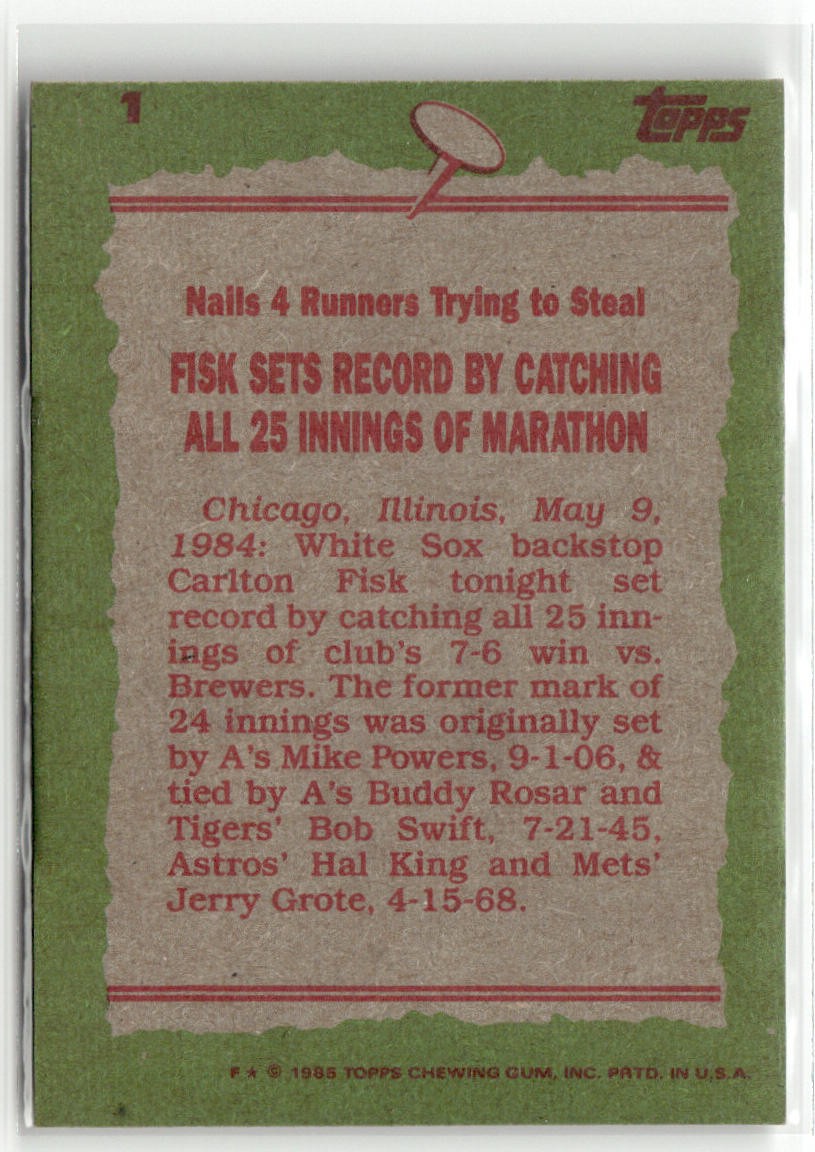 1
Topps
Nails 4 Runners Trying to Steal
FISK SETS RECORD BY CATCHING
ALL 25 INNINGS OF MARATHON
Chicago, Illinois, May 9,
1984: White Sox backstop
Carlton Fisk tonight set
record by catching all 25 inn-
ings of club's 7-6 win vs.
Brewers. The former mark of
24 innings was originally set
by A's Mike Powers, 9-1-06, &
tied by A's Buddy Rosar and
Tigers' Bob Swift, 7-21-45,
Astros' Hal King and Mets'
Jerry Grote, 4-15-68.
F ★ © 1985 TOPPS CHEWING GUM, INC. PRTD. IN U.S.A.